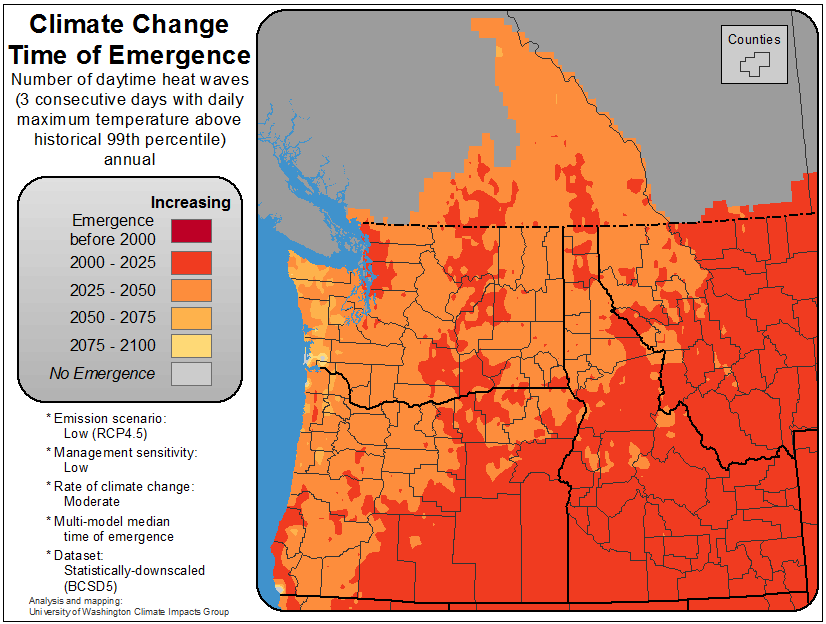 Climate Change
Time of Emergence
Number of daytime heat waves
(3 consecutive days with daily
maximum temperature above
historical 99th percentile)
annual
Increasing
Emergence
before 2000
2000 - 2025
2025 - 2050
2050 - 2075
2075 - 2100
No Emergence
* Emission scenario:
Low (RCP4.5)
* Management sensitivity:
Low
* Rate of climate change:
Moderate
* Multi-model median
time of emergence
* Dataset:
Statistically-downscaled
(BCSD5)
Analysis and mapping:
University of Washington Climate Impacts Group
Counties